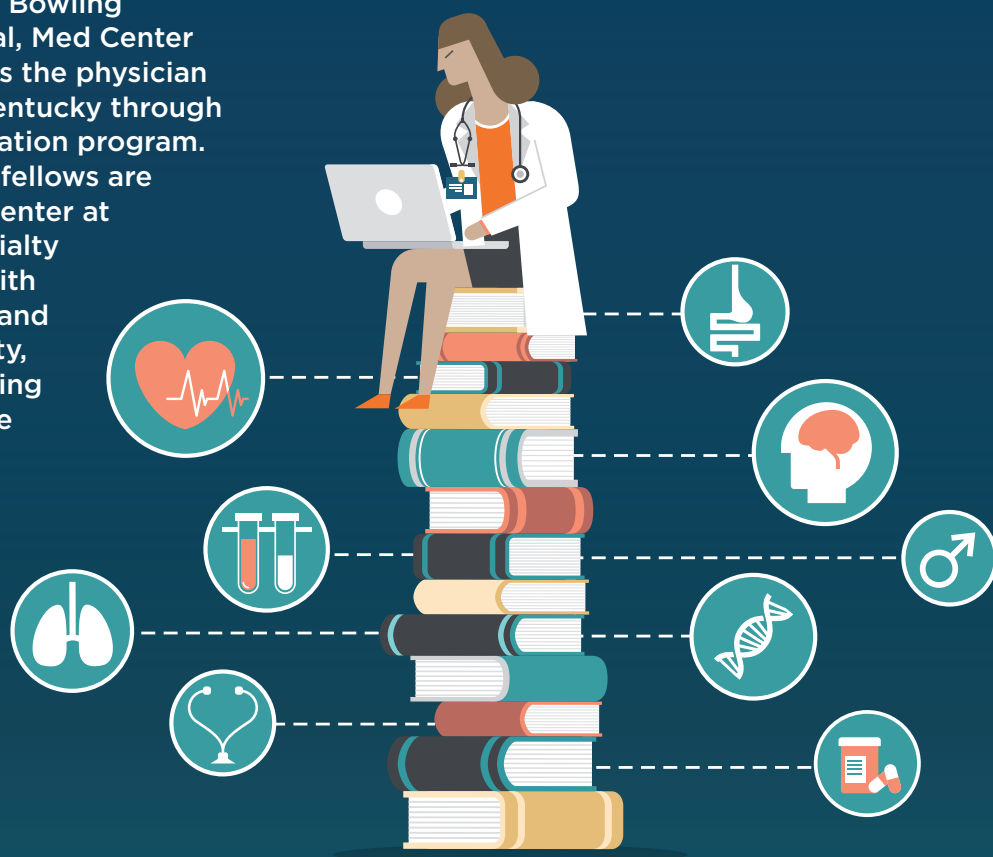 Bowling
al, Med Center
s the physician
entucky through
ation program.
fellows are
enter at
ialty
ith
and
ty,
ing
e